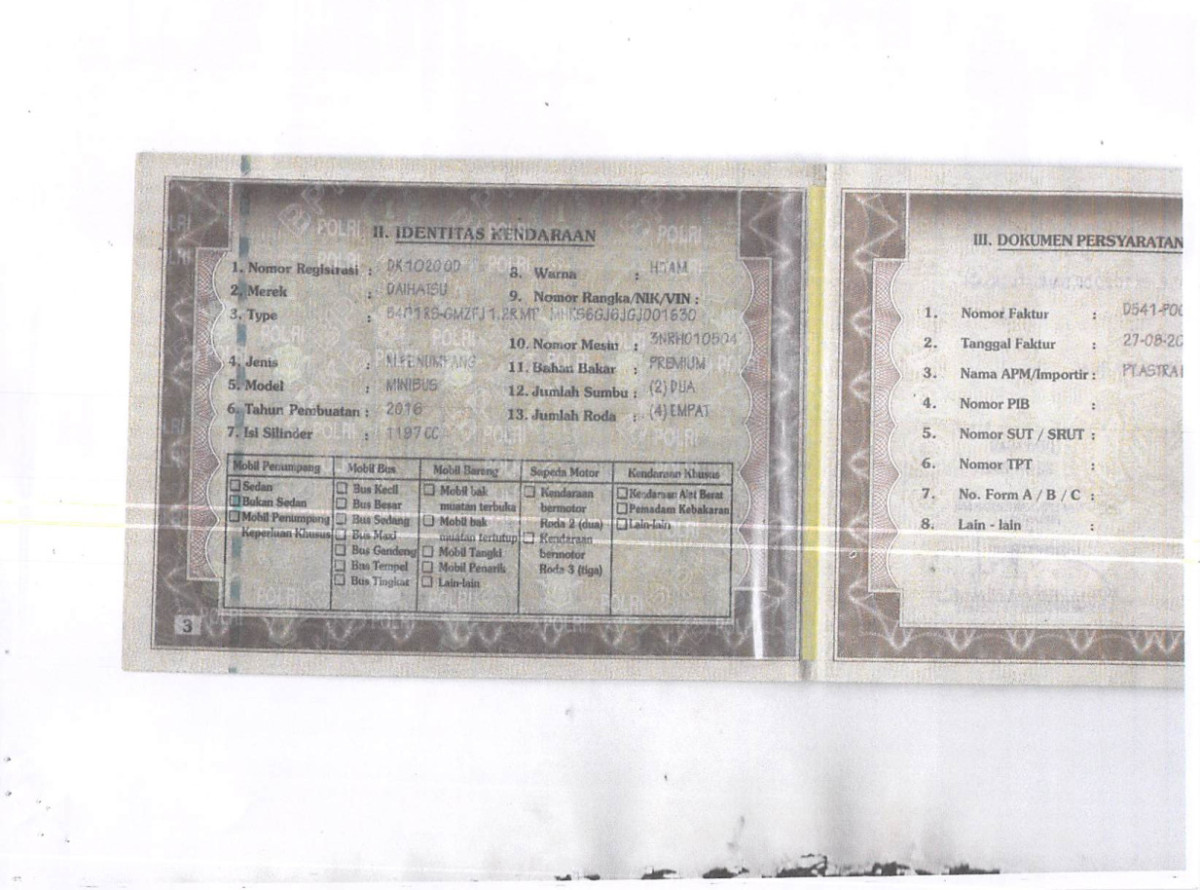 II. IDENTITAS KENDARAAN
1. Nomor Registrasi :
2. Merek : DAIHATSU
3. Type :
4. Jenis :
5. Model : MINIBUS
6. Tahun Pembuatan : 2016
7. Isi Silinder : 1197 CC
8. Warna : HITAM
9. Nomor Rangka/NIK/VIN :
10. Nomor Mesin :
11. Bahan Bakar : PREMIUM
12. Jumlah Sumbu : (2) DUA
13. Jumlah Roda : (4) EMPAT
Mobil Penumpang
Sedan
Bukan Sedan
Mobil Penumpang
Keperluan Khusus
Mobil Bus
Bus Kecil
Bus Besar
Bus Sedang
Bus Maxi
Bus Gandeng
Bus Tempel
Bus Tingkat
Mobil Barang
Mobil bak
muatan terbuka
Mobil bak
muatan tertutup
Mobil Tangki
Mobil Penarik
Lain-lain
Sepeda Motor
Kendaraan
bermotor
Roda 2 (dua)
Kendaraan
bermotor
Roda 3 (tiga)
Kendaraan Khusus
Kendaraan Alat Berat
Pemadam Kebakaran
Lain-lain
3
III. DOKUMEN PERSYARATAN
1. Nomor Faktur :
2. Tanggal Faktur : 27-08-20
3. Nama APM/Importir : PT.ASTRA
4. Nomor PIB :
5. Nomor SUT / SRUT :
6. Nomor TPT :
7. No. Form A / B / C :
8. Lain - lain :